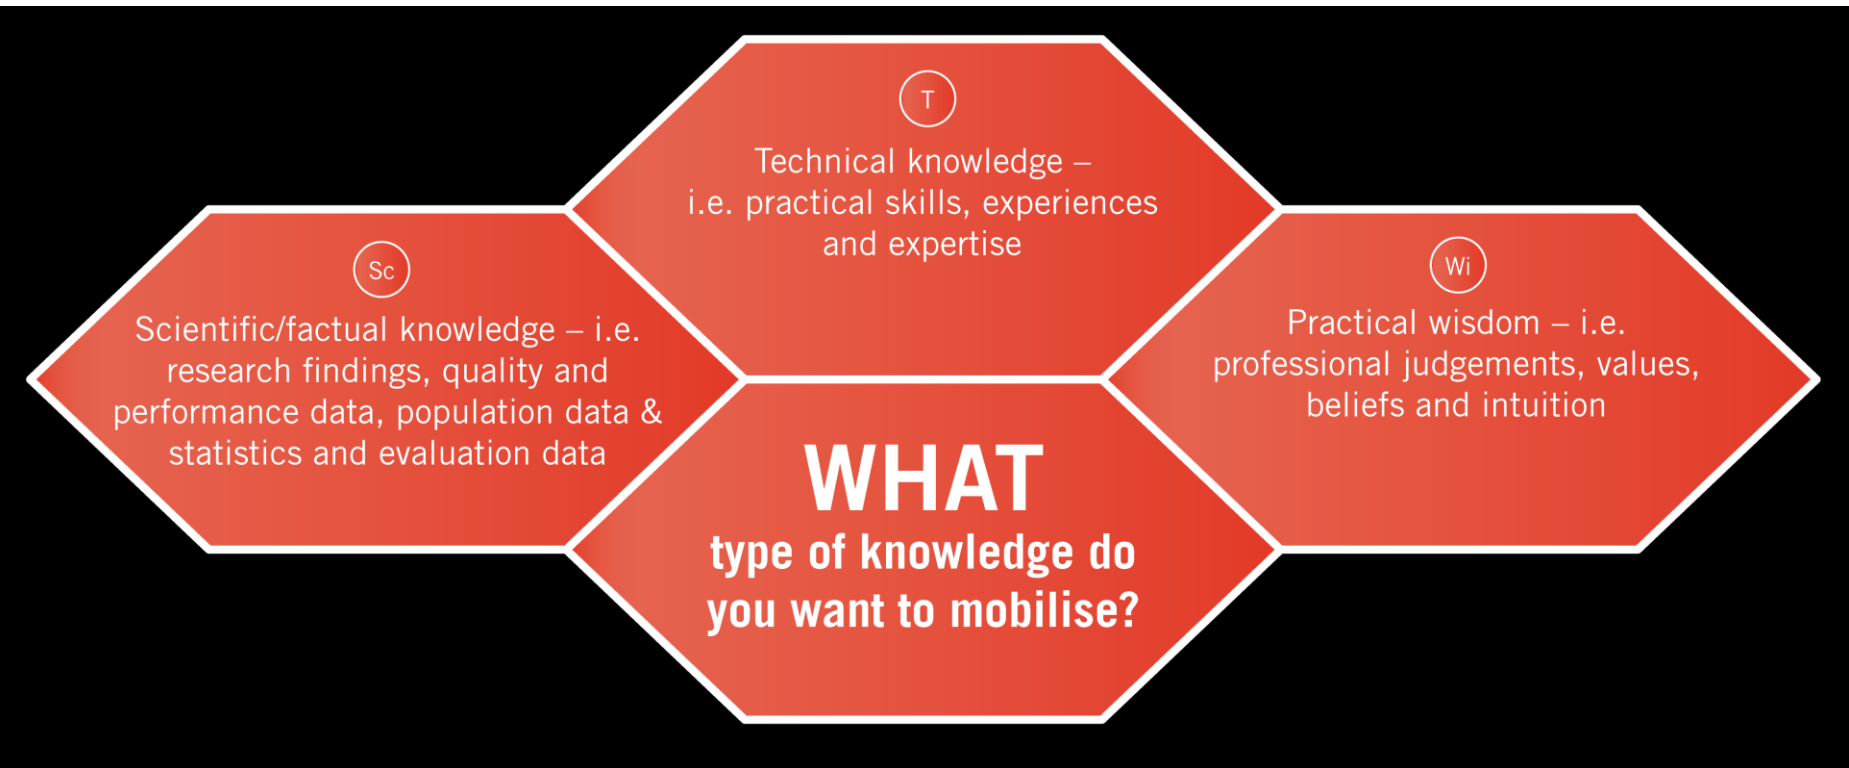 T
Technical knowledge –
i.e. practical skills, experiences
and expertise
Sc
Scientific/factual knowledge – i.e.
research findings, quality and
performance data, population data &
statistics and evaluation data
Wi
Practical wisdom – i.e.
professional judgements, values,
beliefs and intuition
WHAT
type of knowledge do
you want to mobilise?